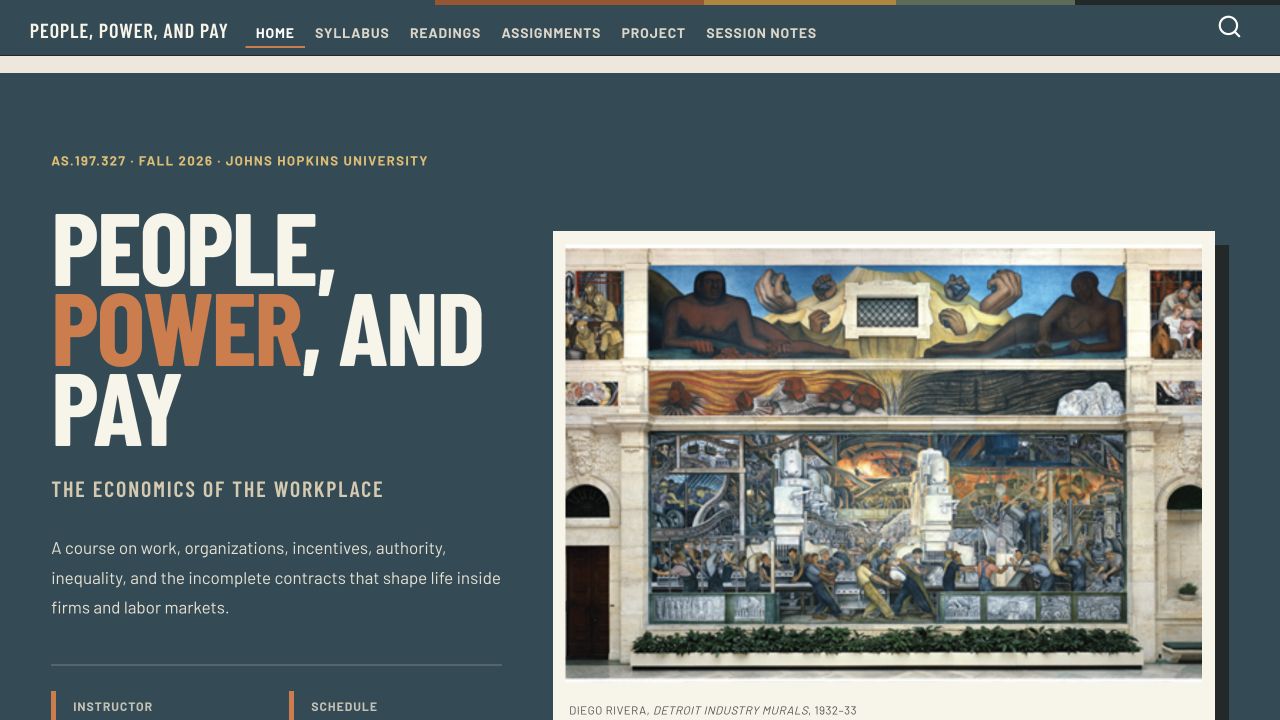 PEOPLE, POWER, AND PAY
HOME SYLLABUS READINGS ASSIGNMENTS PROJECT SESSION NOTES
AS.197.327 · FALL 2026 · JOHNS HOPKINS UNIVERSITY
PEOPLE,
POWER, AND
PAY
THE ECONOMICS OF THE WORKPLACE
A course on work, organizations, incentives, authority,
inequality, and the incomplete contracts that shape life inside
firms and labor markets.
INSTRUCTOR
SCHEDULE
DIEGO RIVERA, DETROIT INDUSTRY MURALS, 1932–33